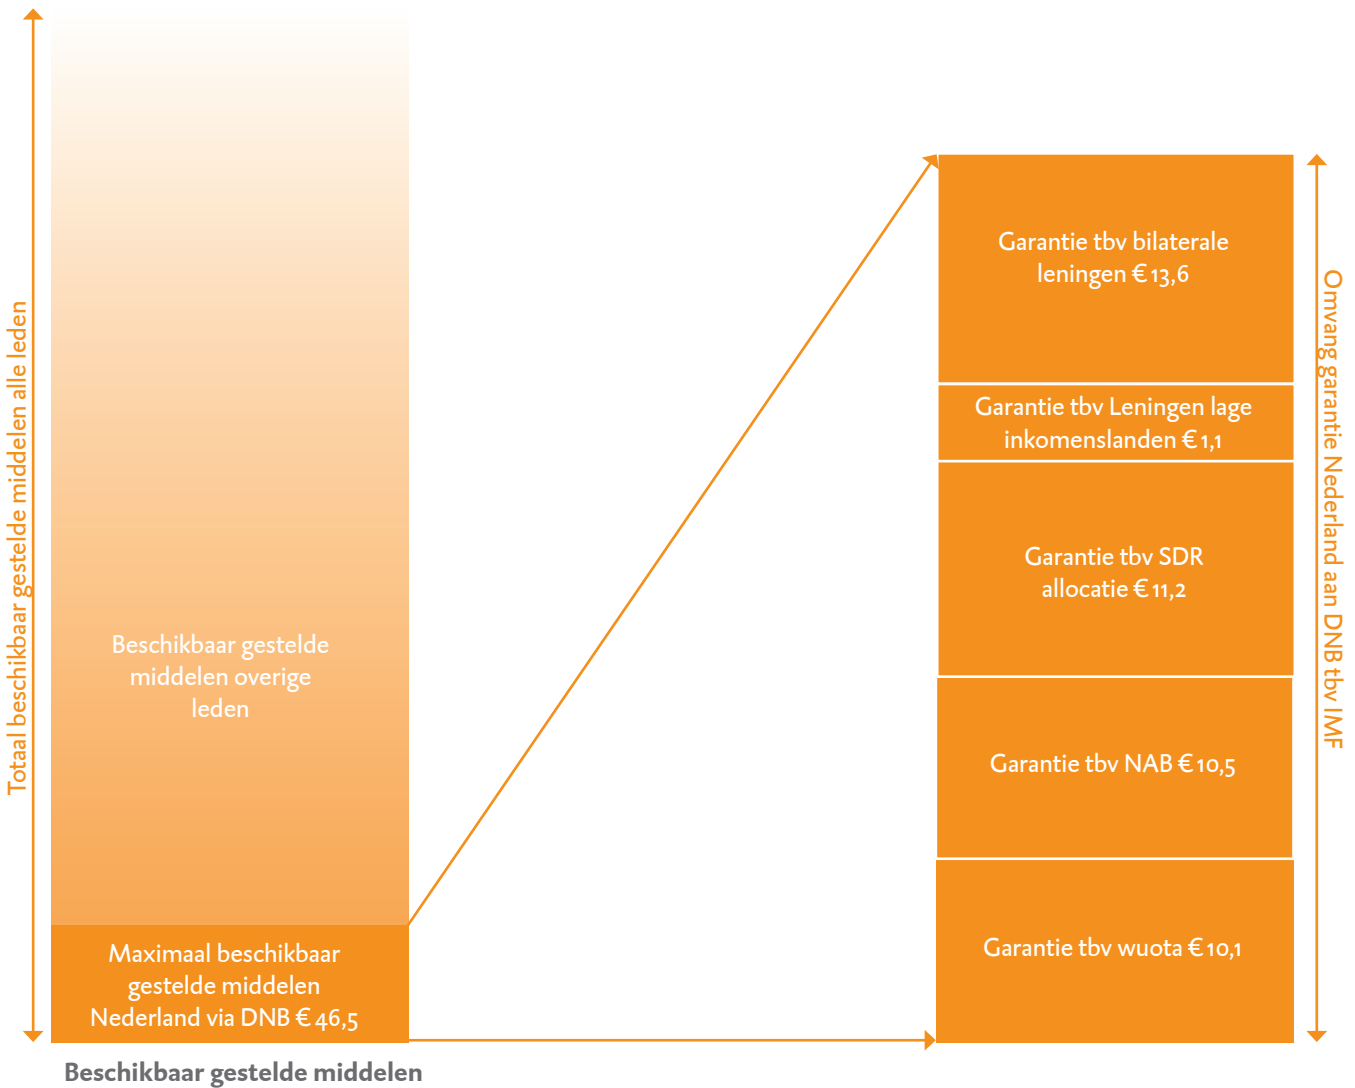 Totaal beschikbaar gestelde middelen alle leden
Beschikbaar gestelde
middelen overige
leden
Maximaal beschikbaar
gestelde middelen
Nederland via DNB € 46,5
Beschikbaar gestelde middelen
Garantie tbv bilaterale
leningen € 13,6
Garantie tbv Leningen lage
inkomenslanden € 1,1
Garantie tbv SDR
allocatie € 11,2
Garantie tbv NAB € 10,5
Garantie tbv wuota € 10,1
Omvang garantie Nederland aan DNB tbv IMF